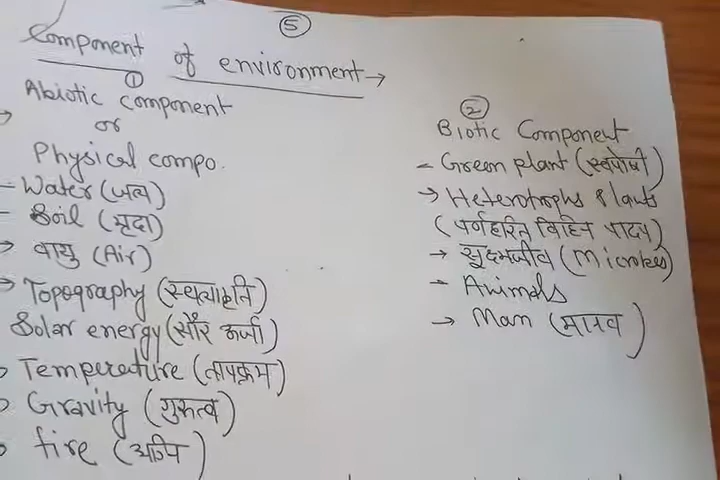 ⑤
Component of environment→
①
Abiotic component
or
Physical compo.
- Water (जल)
- Soil (मृदा)
→ वायु (Air)
→ Topography (स्थलाकृति)
Solar energy (सौर ऊर्जा)
Temperature (तापक्रम)
Gravity (गुरुत्व)
fire (अग्नि)
②
Biotic Component
- Green plant (स्वपोषी)
→ Heterotrophs Plants
(पर्णहरित विहिन पादप)
→ सूक्ष्मजीव (Microbes)
- Animals
→ Man (मानव)